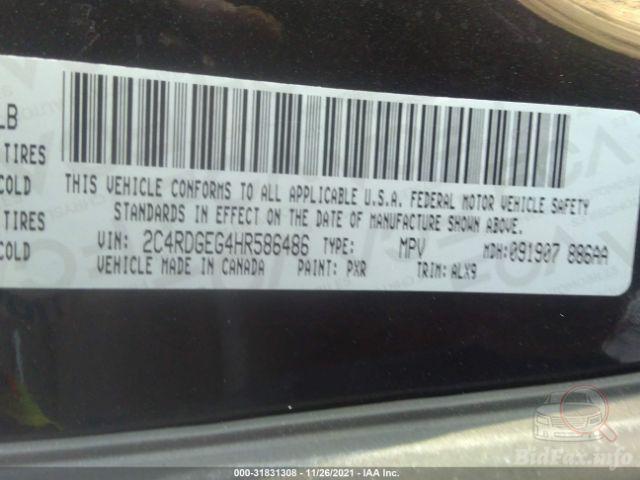 LB
TIRES
COLD
TIRES
COLD
THIS VEHICLE CONFORMS TO ALL APPLICABLE U.S.A. FEDERAL MOTOR VEHICLE SAFETY
STANDARDS IN EFFECT ON THE DATE OF MANUFACTURE SHOWN ABOVE.
VIN: 2C4RDGEG4HR586486 TYPE: MPV MDH:091907 886AA
VEHICLE MADE IN CANADA PAINT: PXR TRIM: ALX9
BidFax.info
000-31831308 - 11/26/2021 - IAA Inc.